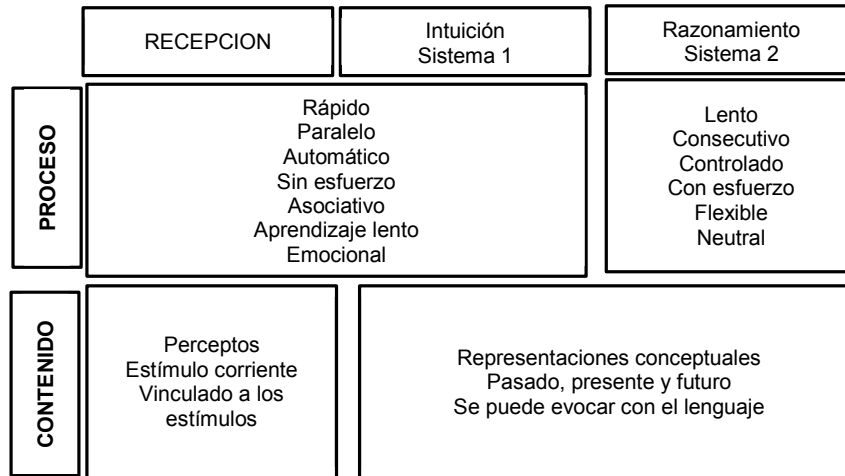 RECEPCION
Intuición
Sistema 1
Razonamiento
Sistema 2
PROCESO
Rápido
Paralelo
Automático
Sin esfuerzo
Asociativo
Aprendizaje lento
Emocional
Lento
Consecutivo
Controlado
Con esfuerzo
Flexible
Neutral
CONTENIDO
Perceptos
Estímulo corriente
Vinculado a los
estímulos
Representaciones conceptuales
Pasado, presente y futuro
Se puede evocar con el lenguaje